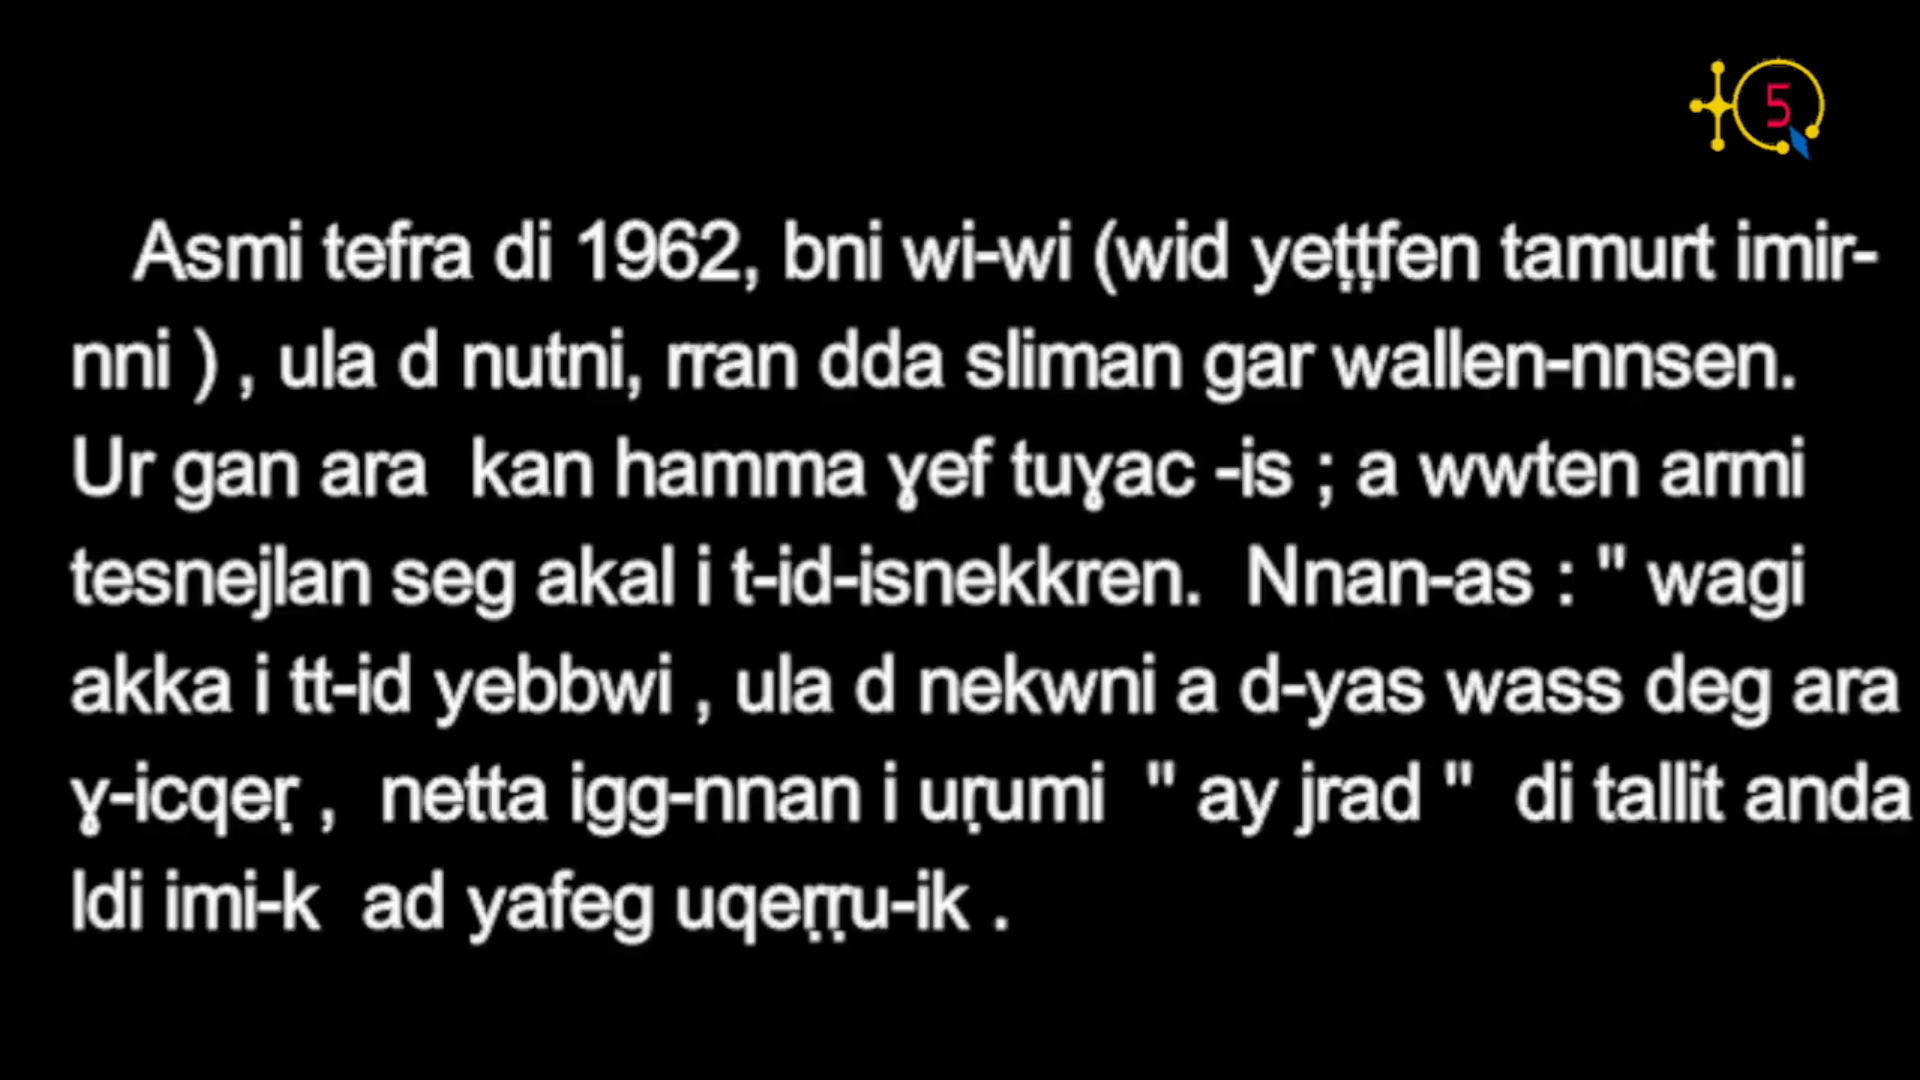 5
Asmi tefra di 1962, bni wi-wi (wid yeṭṭfen tamurt imir-
nni ) , ula d nutni, rran dda sliman gar wallen-nnsen.
Ur gan ara kan hamma ɣef tuɣac -is ; a wwten armi
tesnejlan seg akal i t-id-isnekkren. Nnan-as : " wagi
akka i tt-id yebbwi , ula d nekwni a d-yas wass deg ara
ɣ-icqeṛ , netta igg-nnan i uṛumi " ay jrad " di tallit anda
ldi imi-k ad yafeg uqeṛṛu-ik .